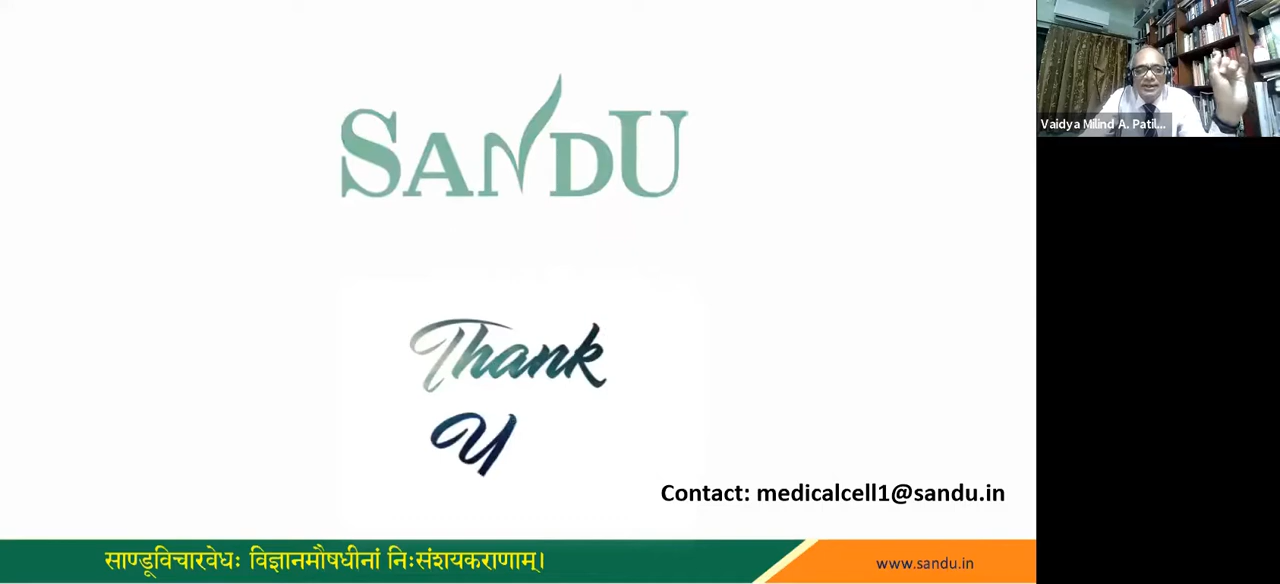 SANDU
Vaidya Milind A. Patil...
Thank
Y
Contact: medicalcell1@sandu.in
साण्डूविचारवेधः विज्ञानमौषधीनां निःसंशयकराणाम्।
www.sandu.in